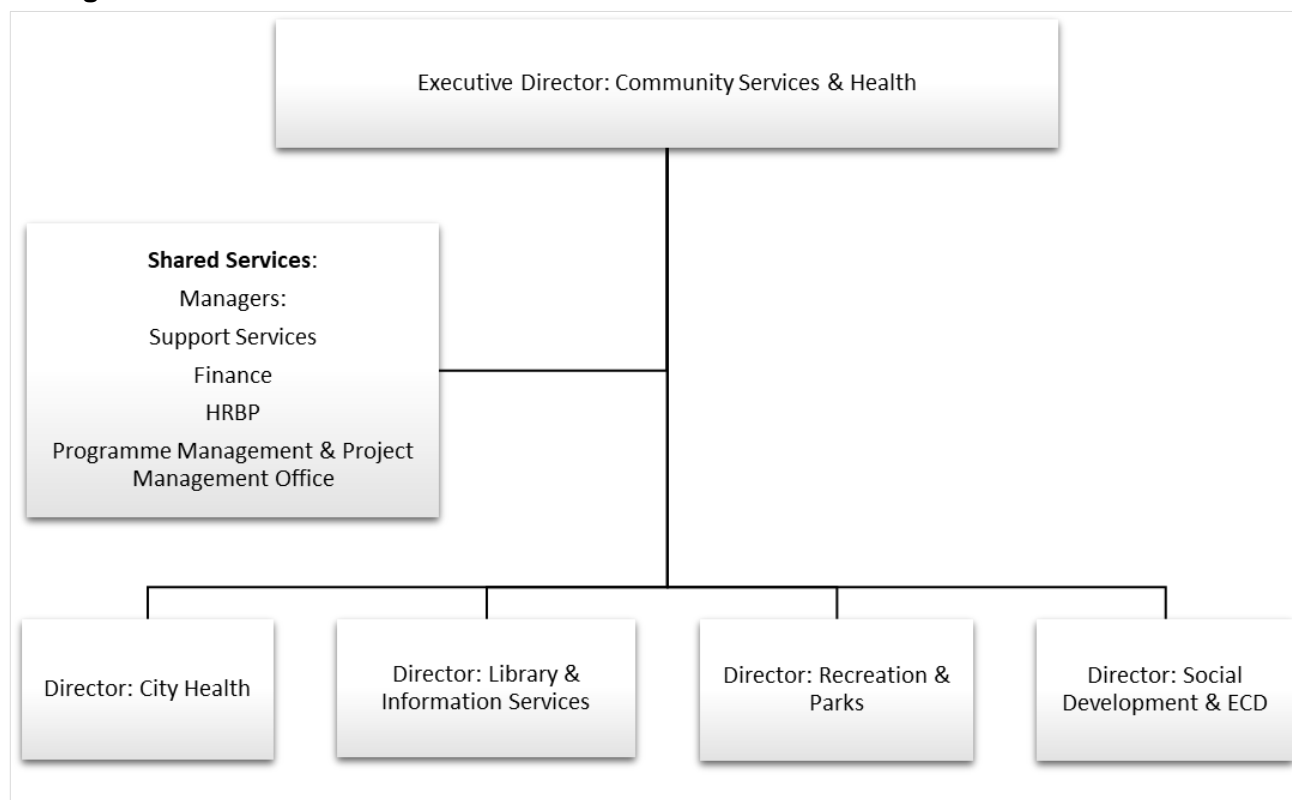 Executive Director: Community Services & Health
Shared Services:
Managers:
Support Services
Finance
HRBP
Programme Management & Project
Management Office
Director: City Health
Director: Library &
Information Services
Director: Recreation &
Parks
Director: Social
Development & ECD